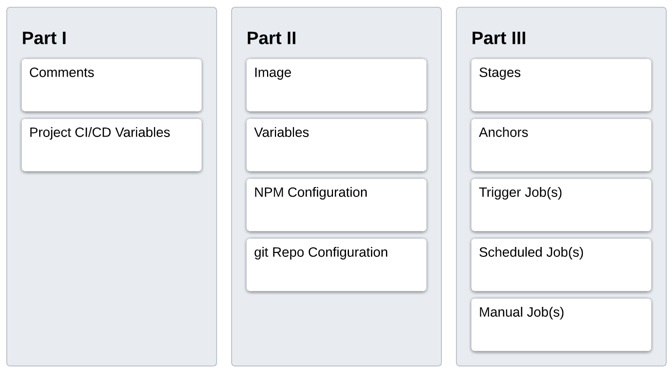 Part I
Comments
Project CI/CD Variables
Part II
Image
Variables
NPM Configuration
git Repo Configuration
Part III
Stages
Anchors
Trigger Job(s)
Scheduled Job(s)
Manual Job(s)